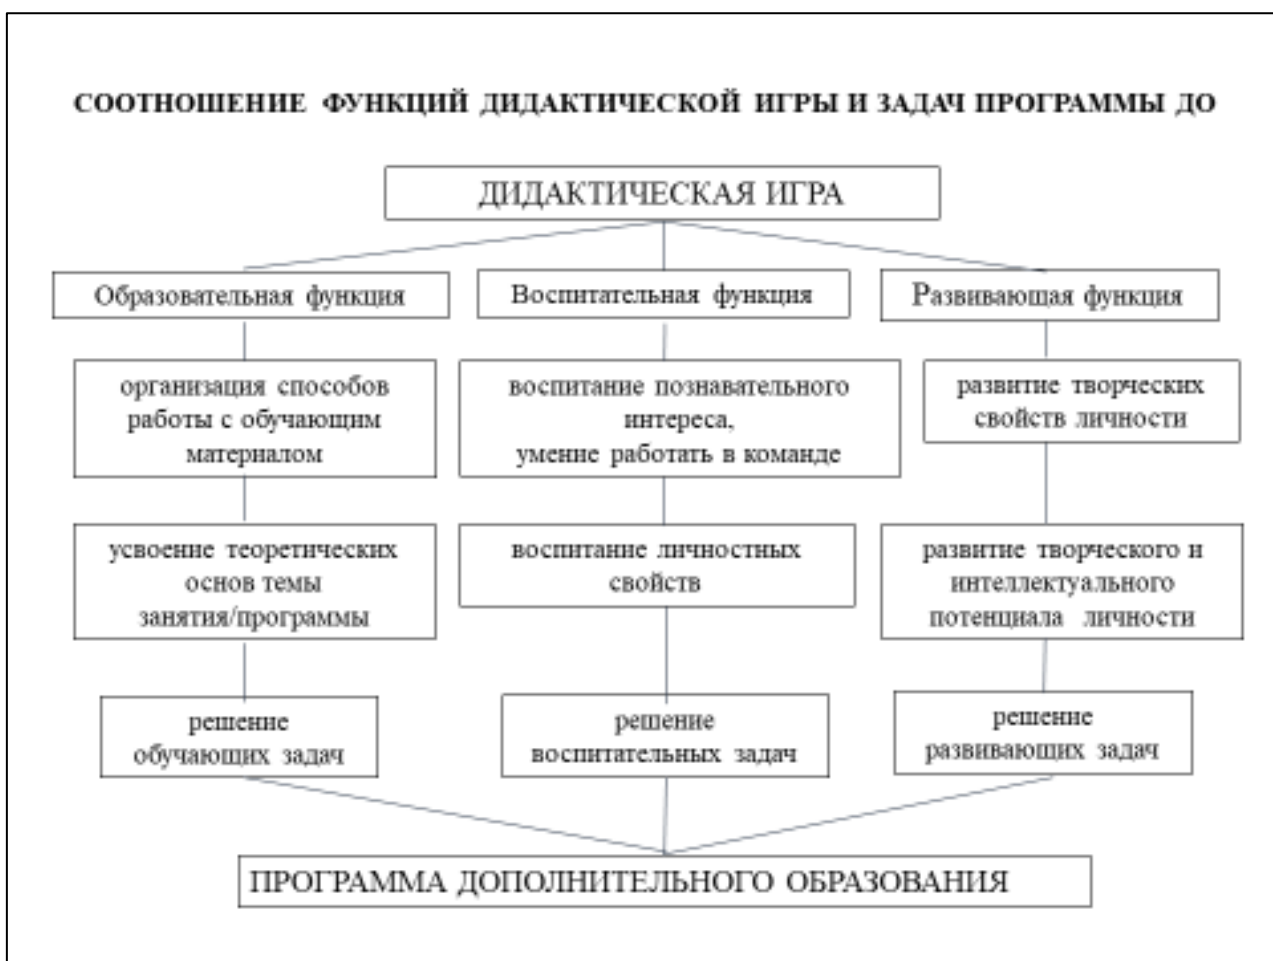 СООТНОШЕНИЕ ФУНКЦИЙ ДИДАКТИЧЕСКОЙ ИГРЫ И ЗАДАЧ ПРОГРАММЫ ДО
ДИДАКТИЧЕСКАЯ ИГРА
Образовательная функция
Воспитательная функция
Развивающая функция
организация способов
работы с обучающим
материалом
воспитание познавательного
интереса,
умение работать в команде
развитие творческих
свойств личности
усвоение теоретических
основ темы
занятия/программы
воспитание личностных
свойств
развитие творческого и
интеллектуального
потенциала личности
решение
обучающих задач
решение
воспитательных задач
решение
развивающих задач
ПРОГРАММА ДОПОЛНИТЕЛЬНОГО ОБРАЗОВАНИЯ